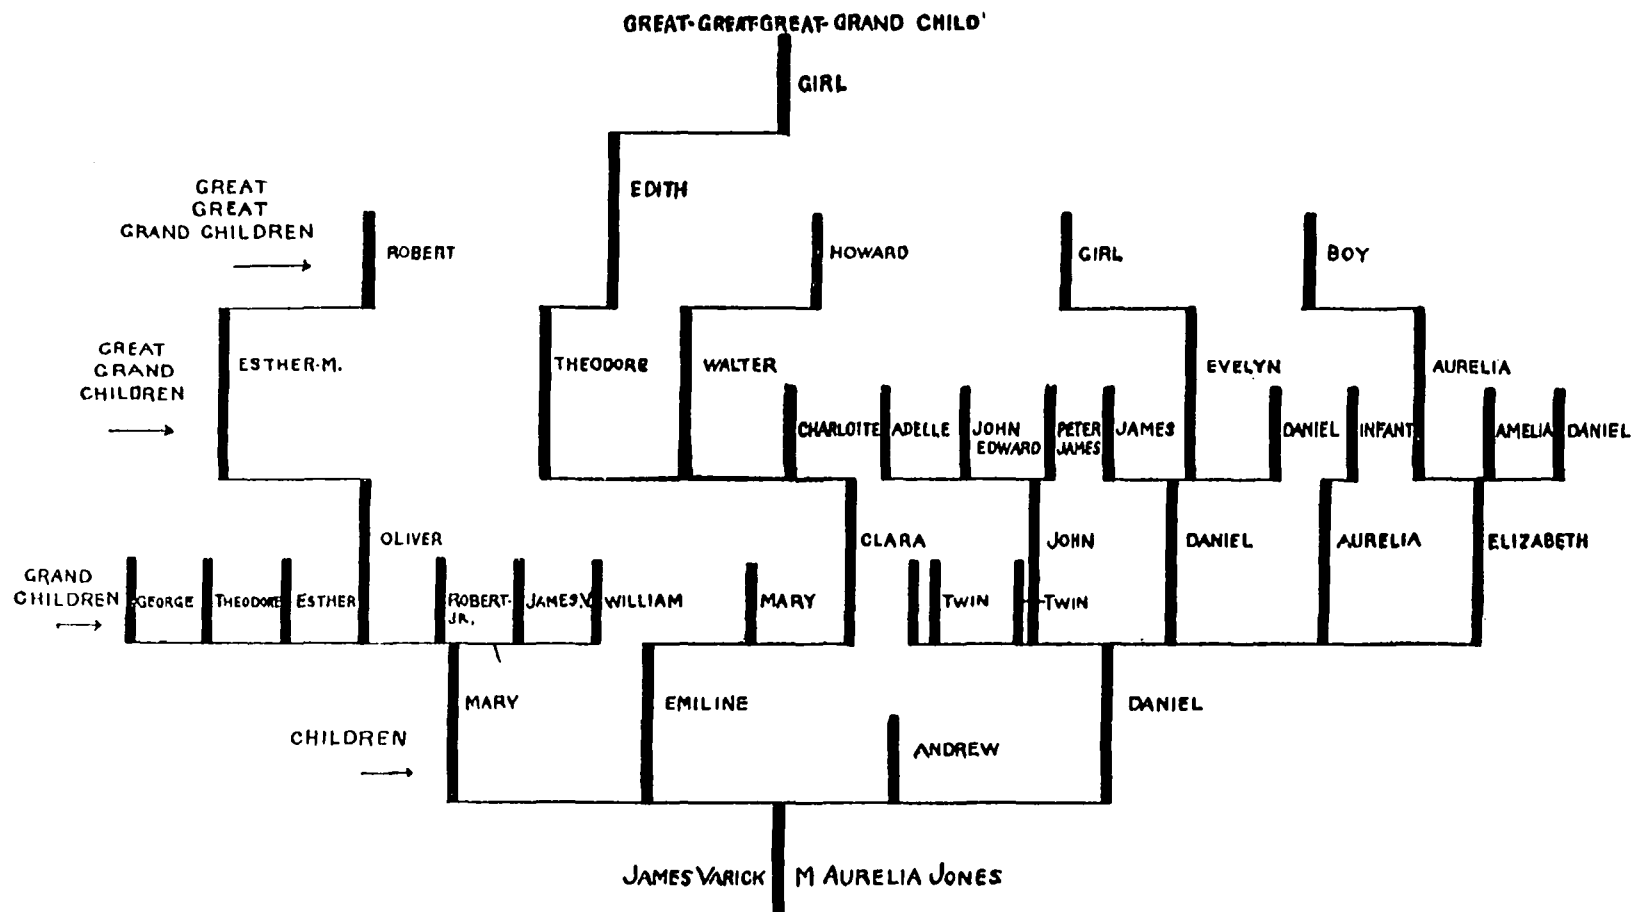 GREAT-GREAT-GREAT-GRAND CHILD'
GIRL
EDITH
GREAT
GREAT
GRAND CHILDREN
ROBERT
HOWARD
GIRL
BOY
GREAT
GRAND
CHILDREN
ESTHER-M.
THEODORE
WALTER
EVELYN
AURELIA
CHARLOTTE
ADELLE
JOHN
EDWARD
PETER
JAMES
JAMES
DANIEL
INFANT
AMELIA
DANIEL
OLIVER
CLARA
JOHN
DANIEL
AURELIA
ELIZABETH
GRAND
CHILDREN
GEORGE
THEODORE
ESTHER
ROBERT-
JR.
JAMES.V
WILLIAM
MARY
TWIN
TWIN
MARY
EMILINE
DANIEL
CHILDREN
ANDREW
JAMES VARICK M AURELIA JONES